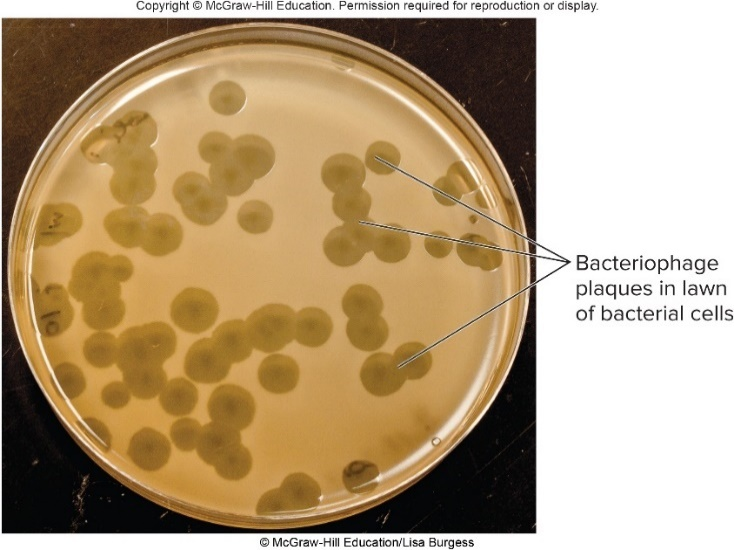 Copyright © McGraw-Hill Education. Permission required for reproduction or display.
Bacteriophage
plaques in lawn
of bacterial cells
© McGraw-Hill Education/Lisa Burgess